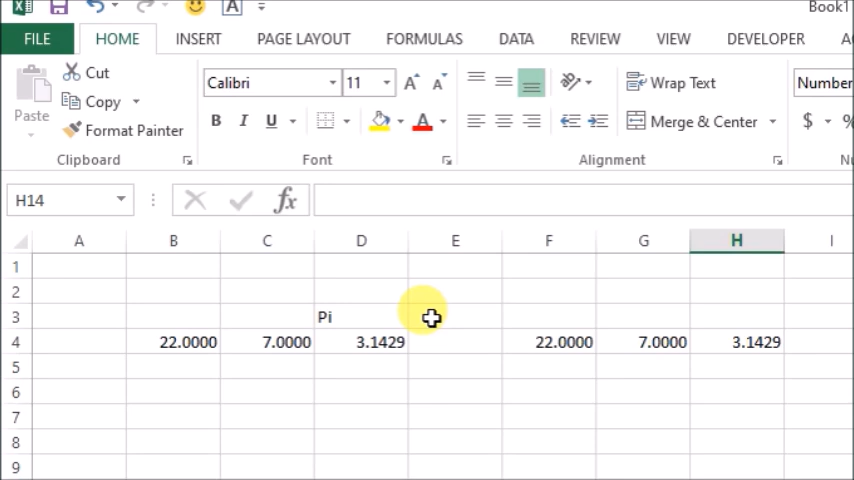 Book1
FILE HOME INSERT PAGE LAYOUT FORMULAS DATA REVIEW VIEW DEVELOPER
Cut
Copy
Format Painter
Paste
Clipboard
Calibri 11
B I U A
Font
Wrap Text
Merge & Center
Alignment
Number
$ %
H14
fx
A B C D E F G H I
1
2
3 Pi
4 22.0000 7.0000 3.1429 22.0000 7.0000 3.1429
5
6
7
8
9